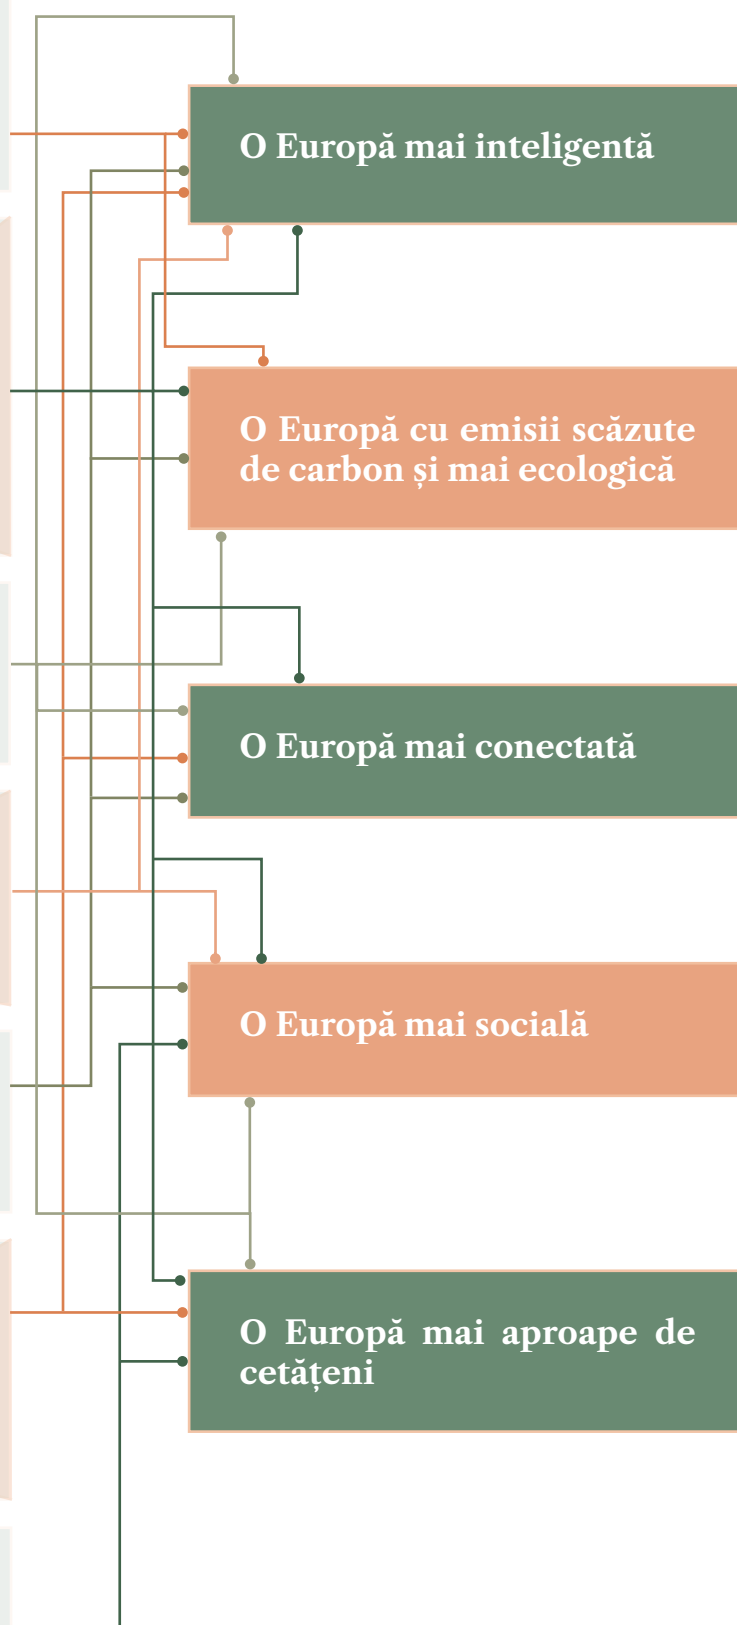 O Europă mai inteligentă
O Europă cu emisii scăzute
de carbon și mai ecologică
O Europă mai conectată
O Europă mai socială
O Europă mai aproape de
cetățeni